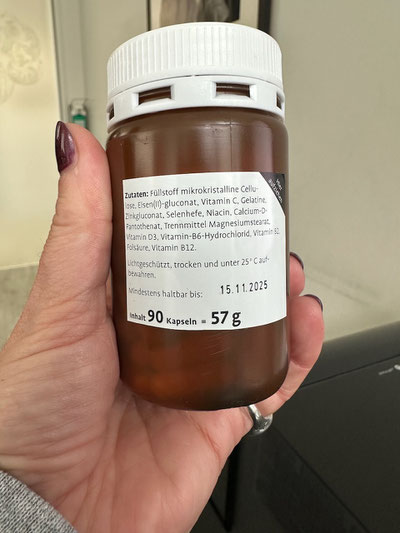 Zutaten: Füllstoff mikrokristalline Cellu-
lose, Eisen(II)-gluconat, Vitamin C, Gelatine,
Zinkgluconat, Selenhefe, Niacin, Calcium-D-
Pantothenat, Trennmittel Magnesiumstearat,
Vitamin D3, Vitamin-B6-Hydrochlorid, Vitamin B2,
Folsäure, Vitamin B12.
Lichtgeschützt, trocken und unter 25° C auf-
bewahren.
Mindestens haltbar bis: 15.11.2025
Inhalt 90 Kapseln = 57 g